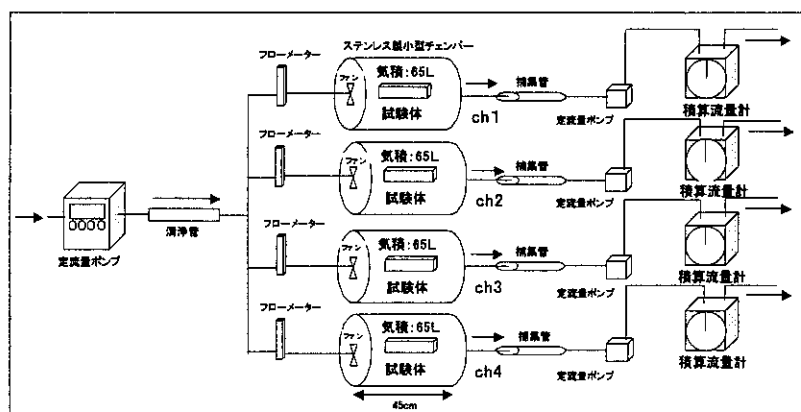 ステンレス製小型チェンバー
フローメーター
ファン
気積:65L
試験体
ch1
捕集管
定流量ポンプ
積算流量計
フローメーター
ファン
気積:65L
試験体
ch2
捕集管
定流量ポンプ
積算流量計
定流量ポンプ
清浄管
フローメーター
ファン
気積:65L
試験体
ch3
捕集管
定流量ポンプ
積算流量計
フローメーター
ファン
気積:65L
試験体
ch4
捕集管
定流量ポンプ
積算流量計
45cm